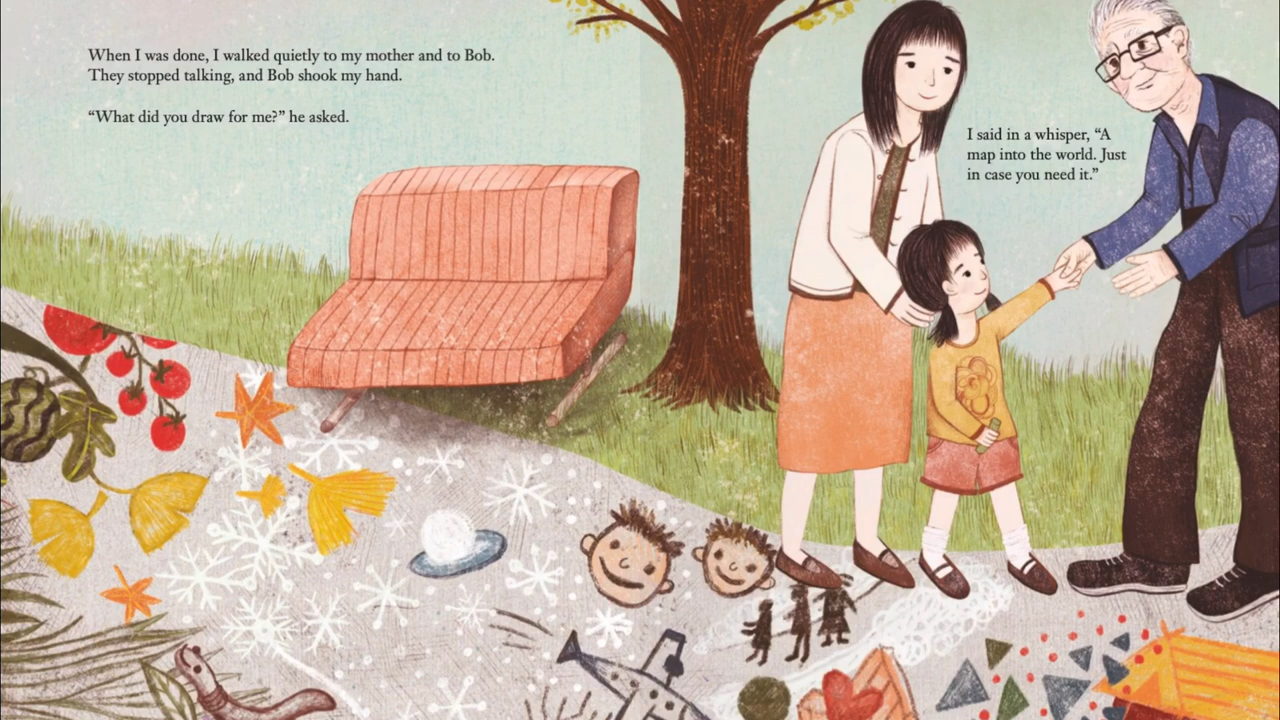 When I was done, I walked quietly to my mother and to Bob.
They stopped talking, and Bob shook my hand.
“What did you draw for me?” he asked.
I said in a whisper, “A
map into the world. Just
in case you need it.”